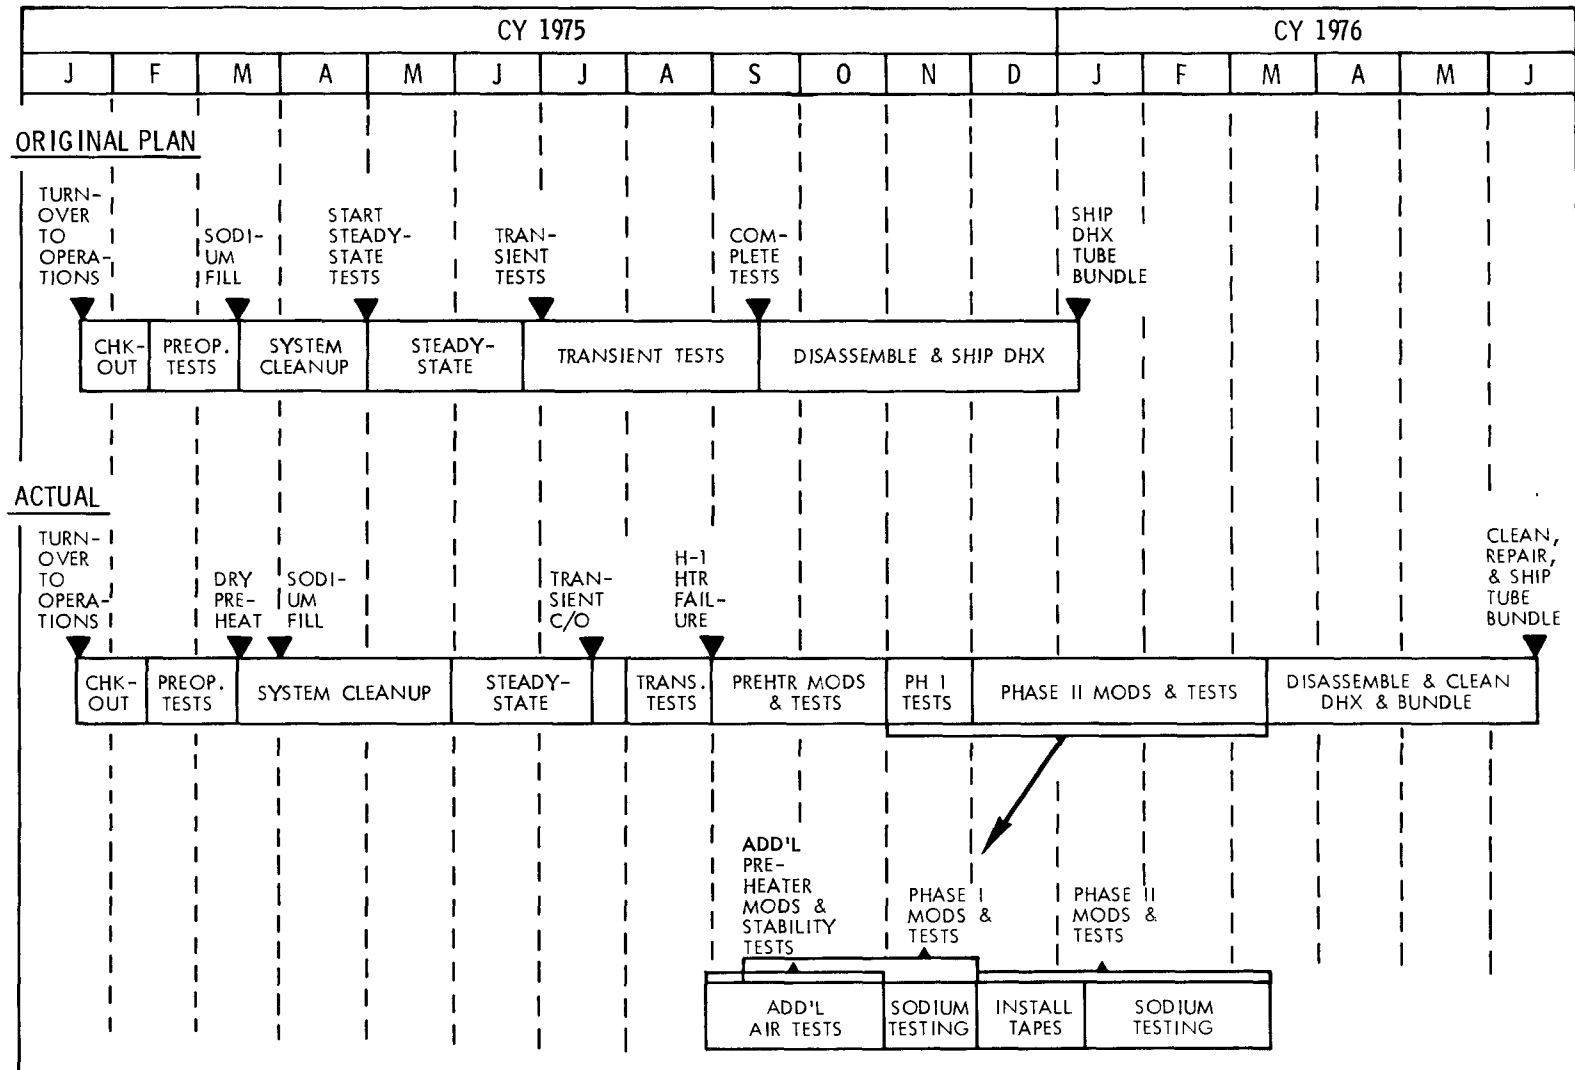 CY 1975
CY 1976
J F M A M J J A S O N D J F M A M J
ORIGINAL PLAN
TURN-
OVER
TO
OPERA-
TIONS
SODI-
UM
FILL
START
STEADY-
STATE
TESTS
TRAN-
SIENT
TESTS
COM-
PLETE
TESTS
SHIP
DHX
TUBE
BUNDLE
CHK-
OUT
PREOP.
TESTS
SYSTEM
CLEANUP
STEADY-
STATE
TRANSIENT TESTS
DISASSEMBLE & SHIP DHX
ACTUAL
TURN-
OVER
TO
OPERA-
TIONS
DRY
PRE-
HEAT
SODI-
UM
FILL
TRAN-
SIENT
C/O
H-1
HTR
FAIL-
URE
CLEAN,
REPAIR,
& SHIP
TUBE
BUNDLE
CHK-
OUT
PREOP.
TESTS
SYSTEM CLEANUP
STEADY-
STATE
TRANS.
TESTS
PREHTR MODS
& TESTS
PH I
TESTS
PHASE II MODS & TESTS
DISASSEMBLE & CLEAN
DHX & BUNDLE
ADD'L
PRE-
HEATER
MODS &
STABILITY
TESTS
PHASE I
MODS &
TESTS
PHASE II
MODS &
TESTS
ADD'L
AIR TESTS
SODIUM
TESTING
INSTALL
TAPES
SODIUM
TESTING